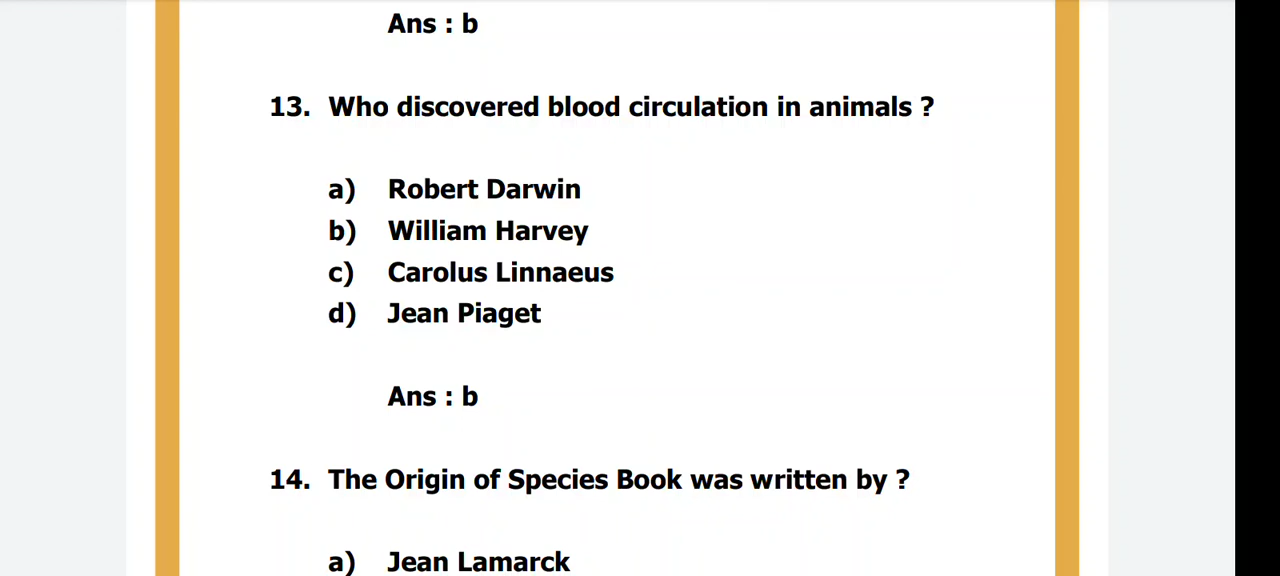 Ans : b
13. Who discovered blood circulation in animals ?
a) Robert Darwin
b) William Harvey
c) Carolus Linnaeus
d) Jean Piaget
Ans : b
14. The Origin of Species Book was written by ?
a) Jean Lamarck